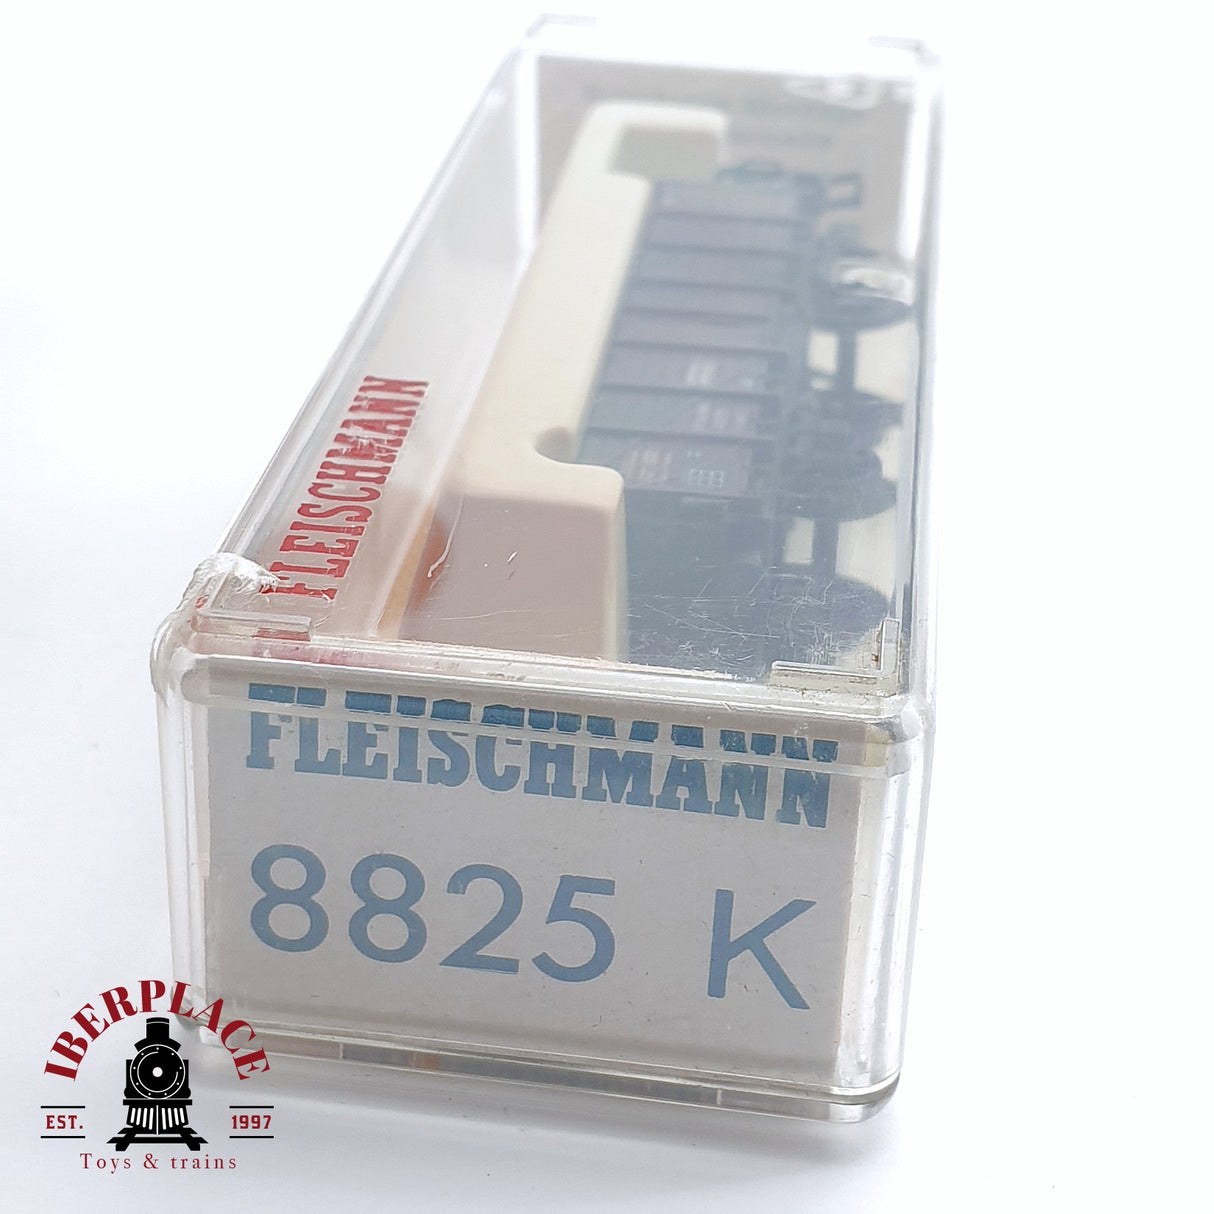 FLEISCHMANN
FLEISCHMANN
8825 K
IBERPLACE
EST. 1997
Toys & trains